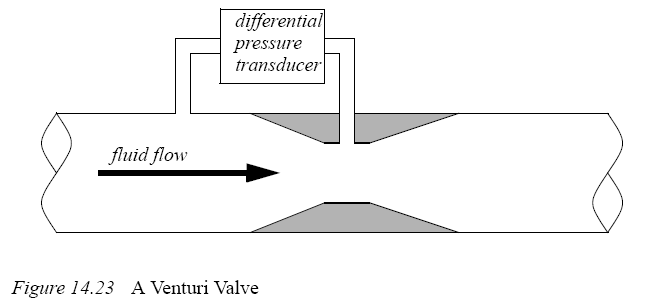 differential
pressure
transducer
fluid flow
Figure 14.23 A Venturi Valve